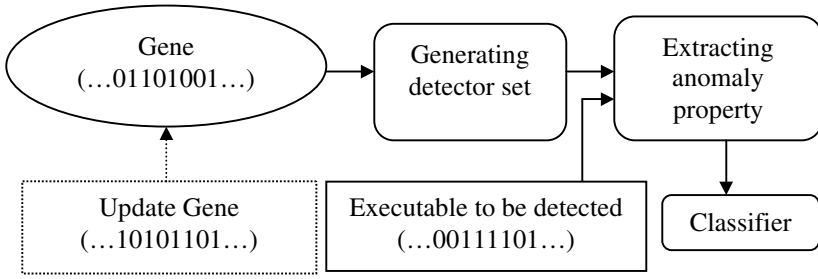 Gene
(…01101001…)
Generating
detector set
Extracting
anomaly
property
Update Gene
(…10101101…)
Executable to be detected
(…00111101…)
Classifier